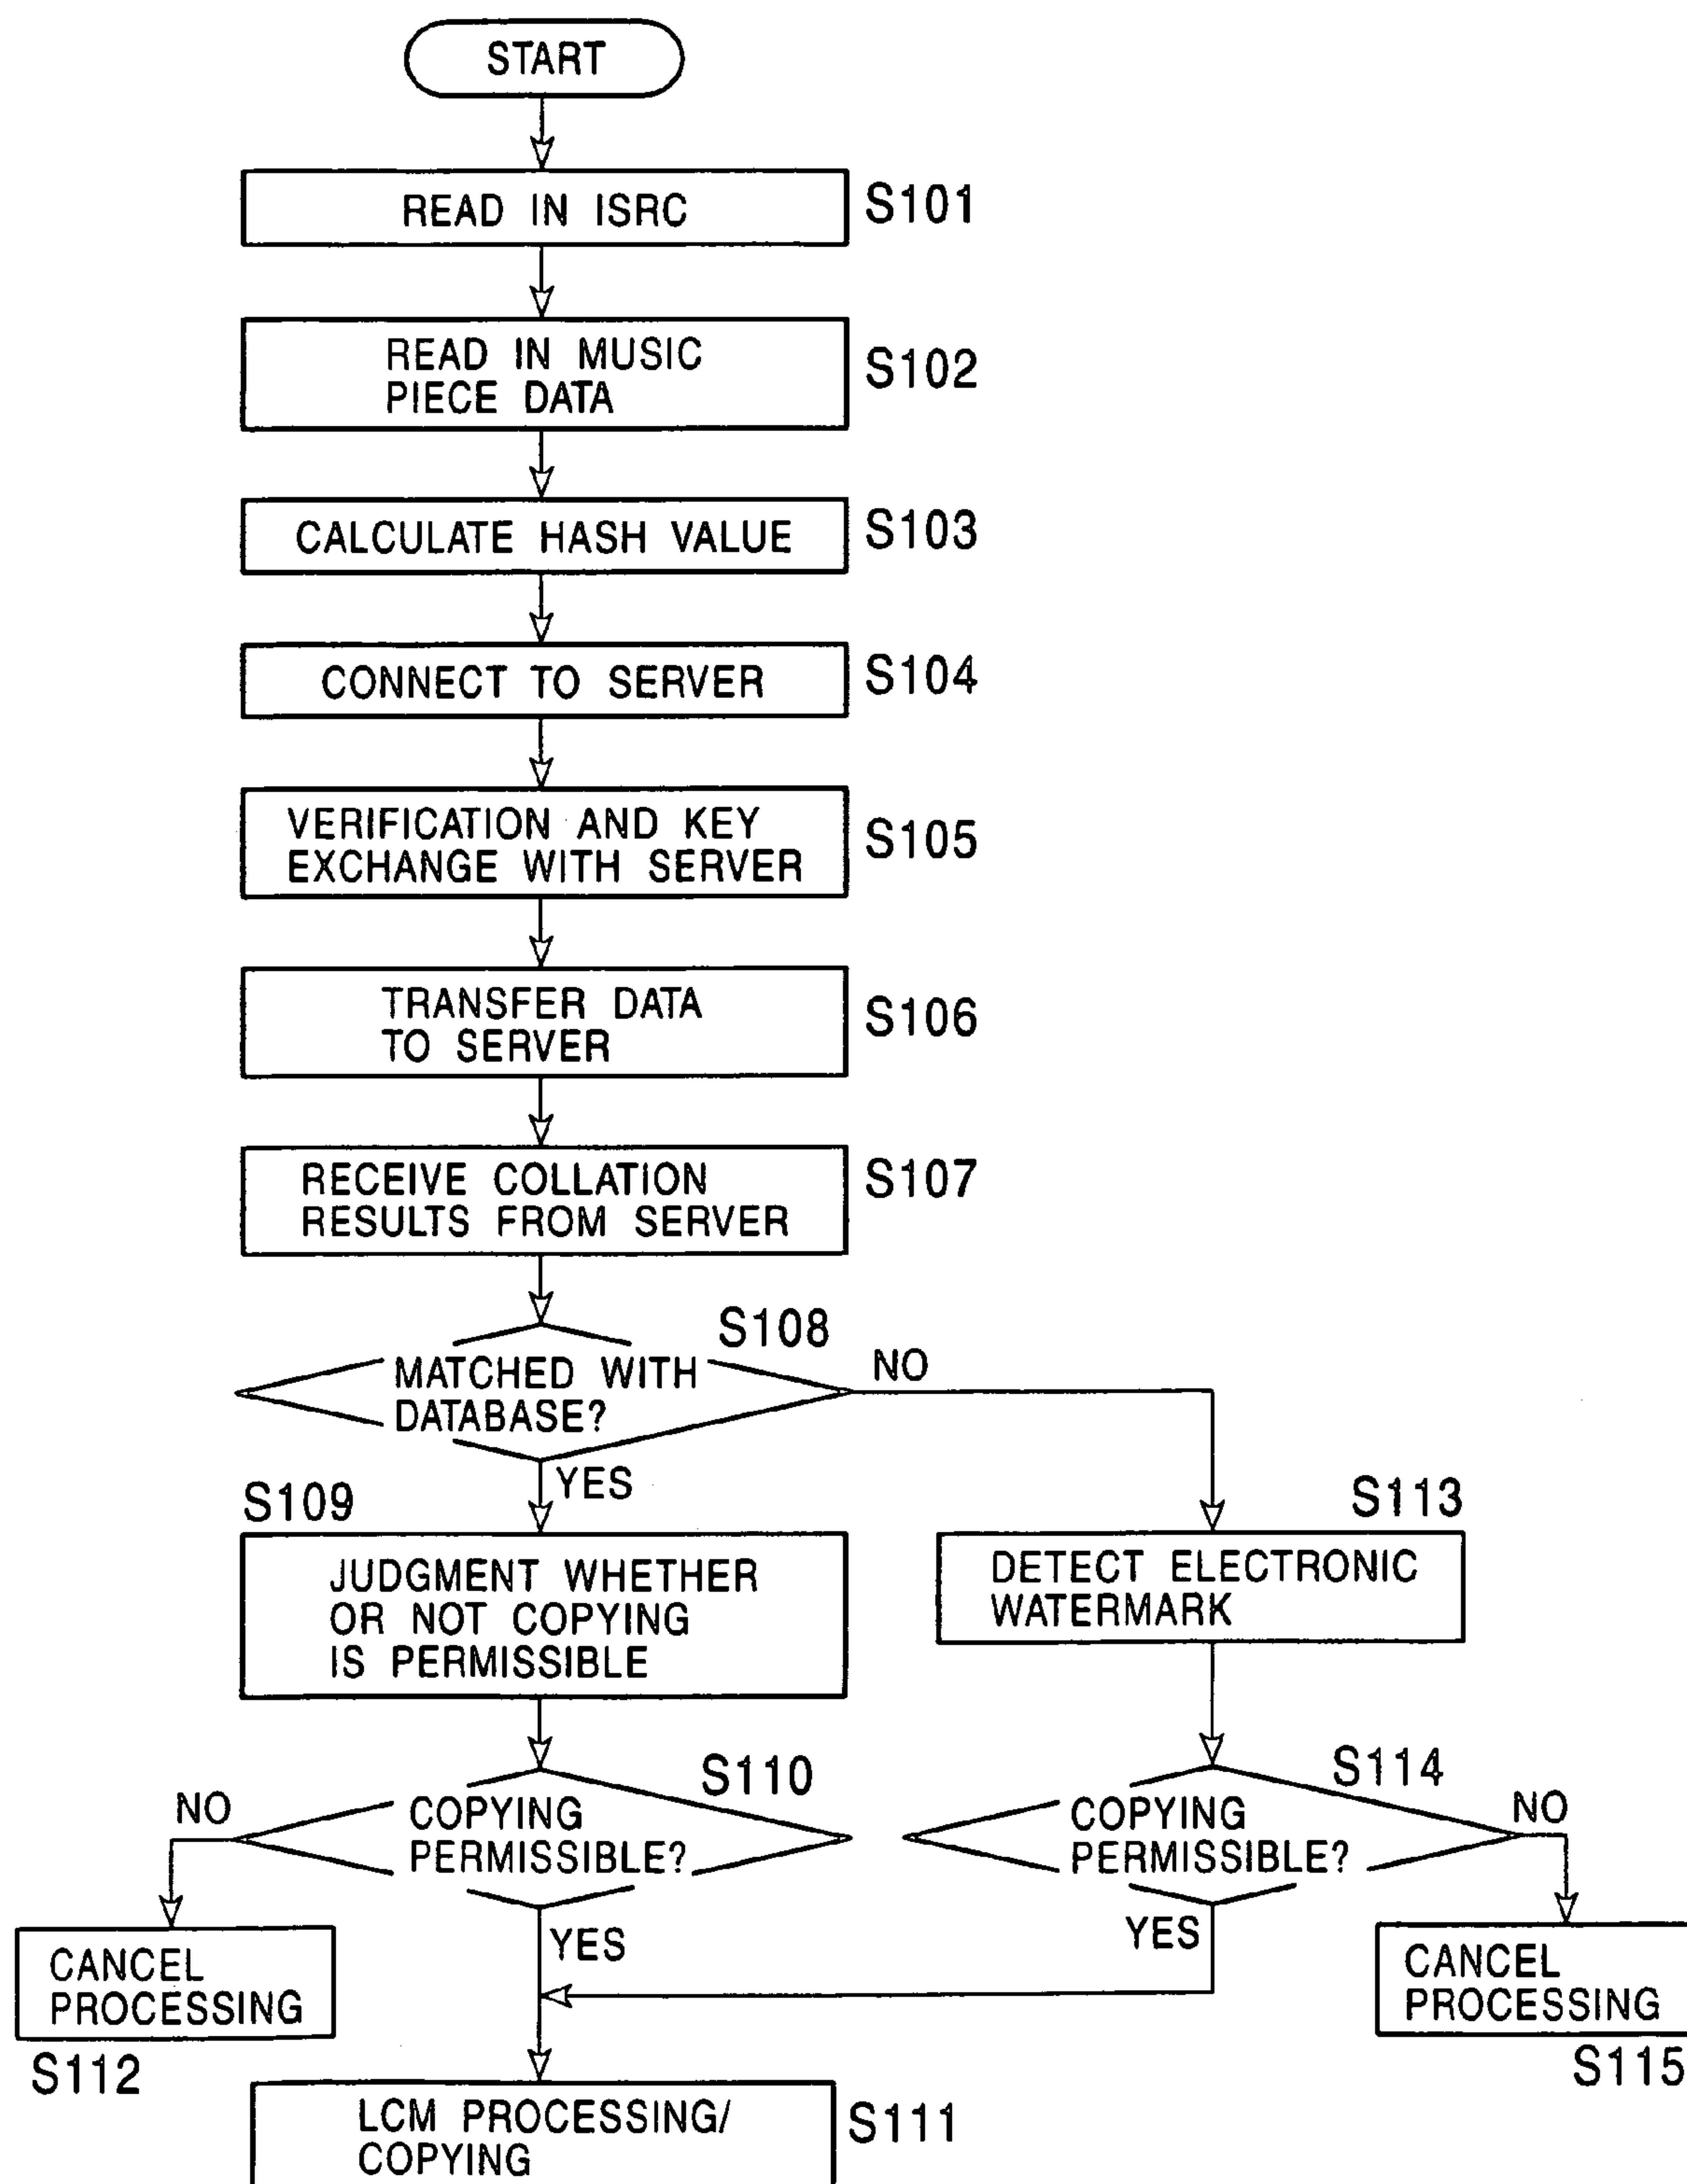 START
READ IN ISRC
S101
READ IN MUSIC
PIECE DATA
S102
CALCULATE HASH VALUE
S103
CONNECT TO SERVER
S104
VERIFICATION AND KEY
EXCHANGE WITH SERVER
S105
TRANSFER DATA
TO SERVER
S106
RECEIVE COLLATION
RESULTS FROM SERVER
S107
S108
MATCHED WITH
DATABASE?
NO
YES
S109
JUDGMENT WHETHER
OR NOT COPYING
IS PERMISSIBLE
S113
DETECT ELECTRONIC
WATERMARK
S110
COPYING
PERMISSIBLE?
NO
YES
S114
COPYING
PERMISSIBLE?
NO
YES
CANCEL
PROCESSING
S112
CANCEL
PROCESSING
S115
LCM PROCESSING/
COPYING
S111